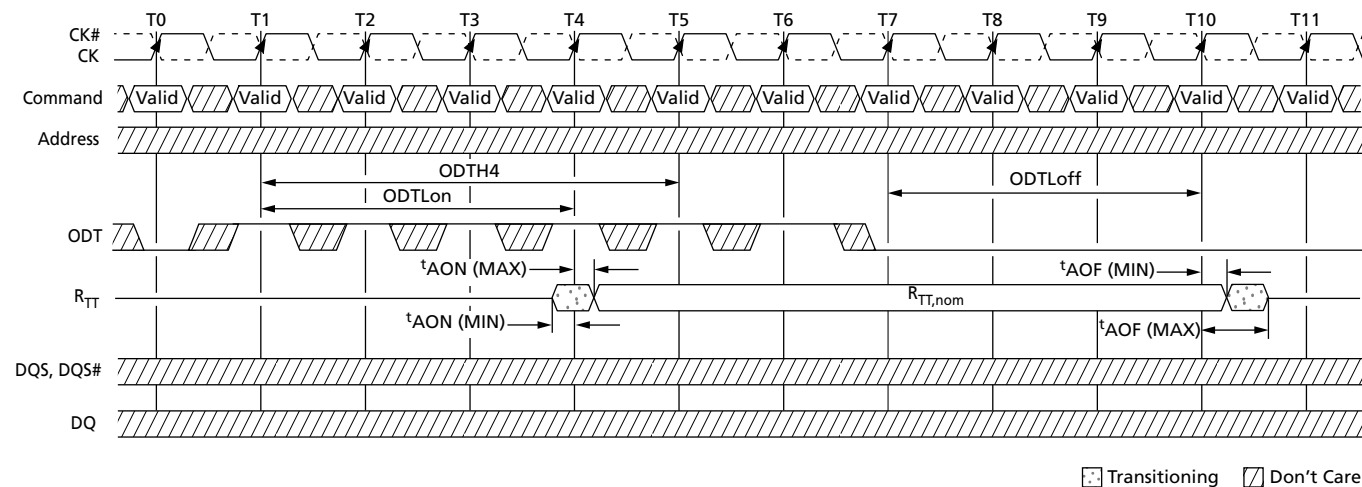 T0 T1 T2 T3 T4 T5 T6 T7 T8 T9 T10 T11
CK#
CK
Command Valid Valid Valid Valid Valid Valid Valid Valid Valid Valid Valid Valid
Address
ODTH4
ODTLoff
ODTLon
ODT
tAON (MAX) tAOF (MIN)
RTT RTT,nom
tAON (MIN) tAOF (MAX)
DQS, DQS#
DQ
Transitioning Don't Care